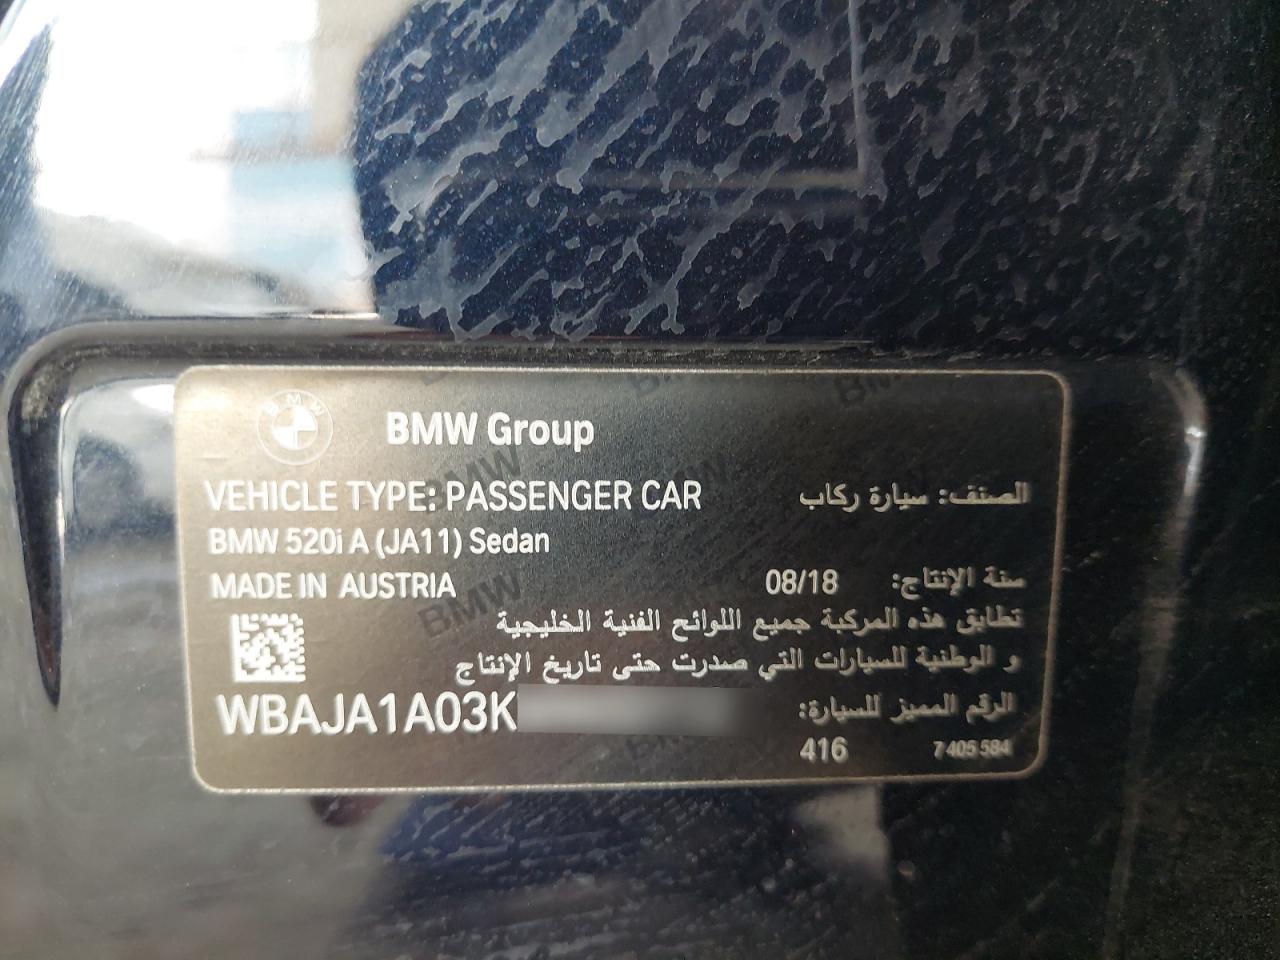 BMW
BMW Group
VEHICLE TYPE: PASSENGER CAR
الصنف: سيارة ركاب
BMW 520i A (JA11) Sedan
MADE IN AUSTRIA
سنة الإنتاج: 08/18
تطابق هذه المركبة جميع اللوائح الفنية الخليجية
و الوطنية للسيارات التي صدرت حتى تاريخ الإنتاج
الرقم المميز للسيارة:
WBAJA1A03K
416
7 405 584